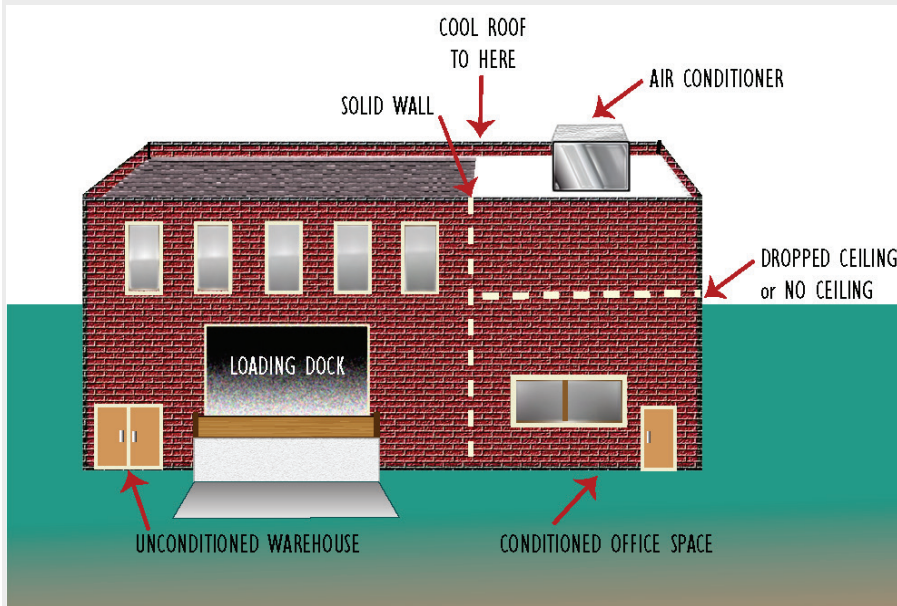 COOL ROOF
TO HERE
AIR CONDITIONER
SOLID WALL
DROPPED CEILING
or NO CEILING
LOADING DOCK
UNCONDITIONED WAREHOUSE
CONDITIONED OFFICE SPACE